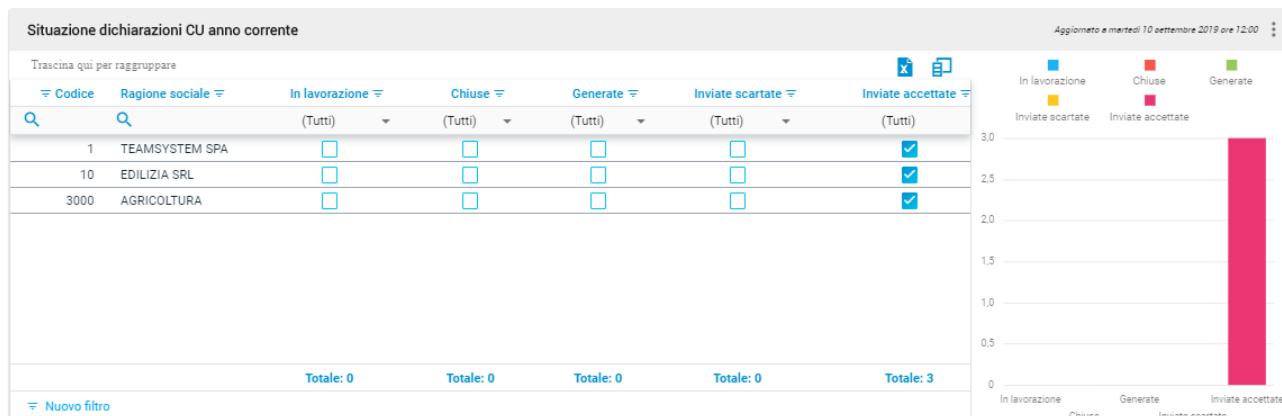 Situazione dichiarazioni CU anno corrente
Aggiornato a martedì 10 settembre 2019 ore 12:00
Trascina qui per raggruppare
Codice Ragione sociale In lavorazione Chiuse Generate Inviate scartate Inviate accettate
(Tutti) (Tutti) (Tutti) (Tutti) (Tutti)
1 TEAMSYSTEM SPA
10 EDILIZIA SRL
3000 AGRICOLTURA
Totale: 0 Totale: 0 Totale: 0 Totale: 0 Totale: 3
Nuovo filtro
In lavorazione Chiuse Generate
Inviate scartate Inviate accettate
3,0
2,5
2,0
1,5
1,0
0,5
0
In lavorazione Generate Inviate accettate
Chiuse Inviate scartate